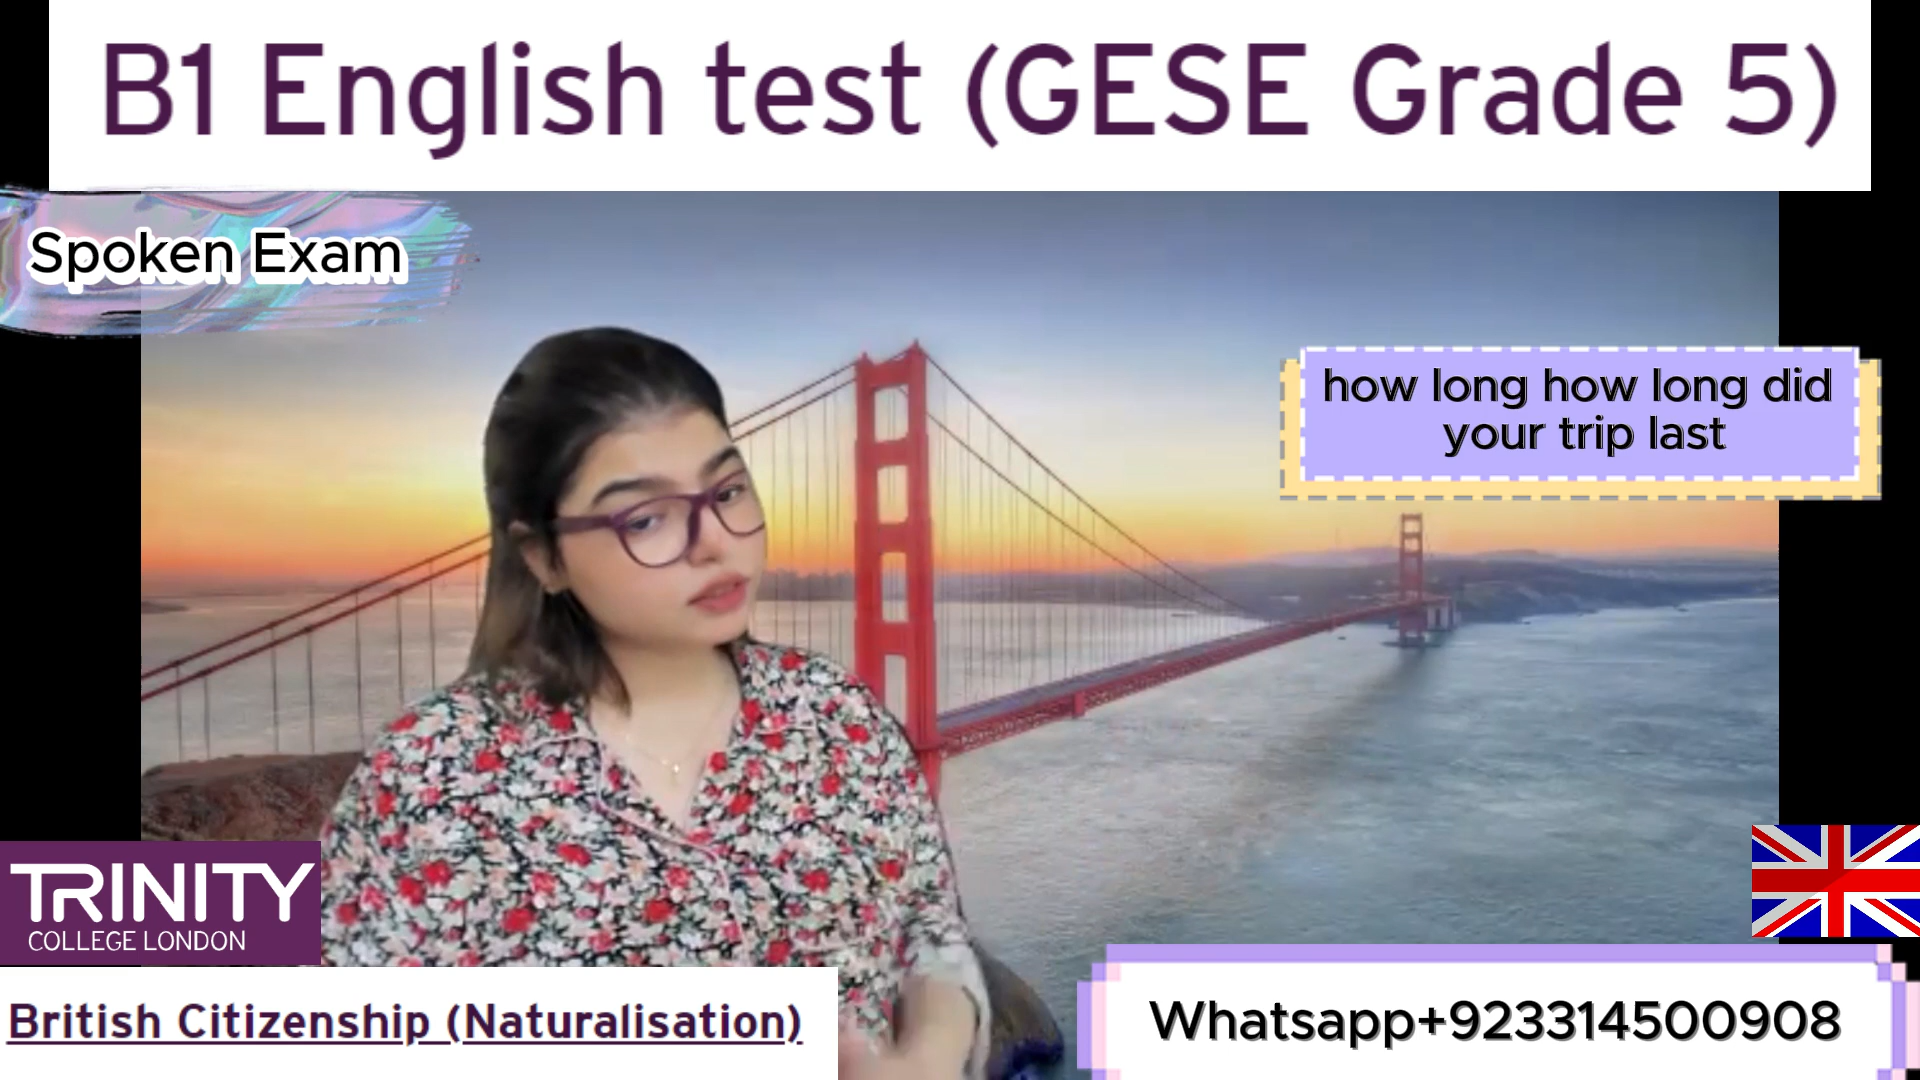 B1 English test (GESE Grade 5)
Spoken Exam
how long how long did
your trip last
TRINITY
COLLEGE LONDON
British Citizenship (Naturalisation)
Whatsapp+923314500908